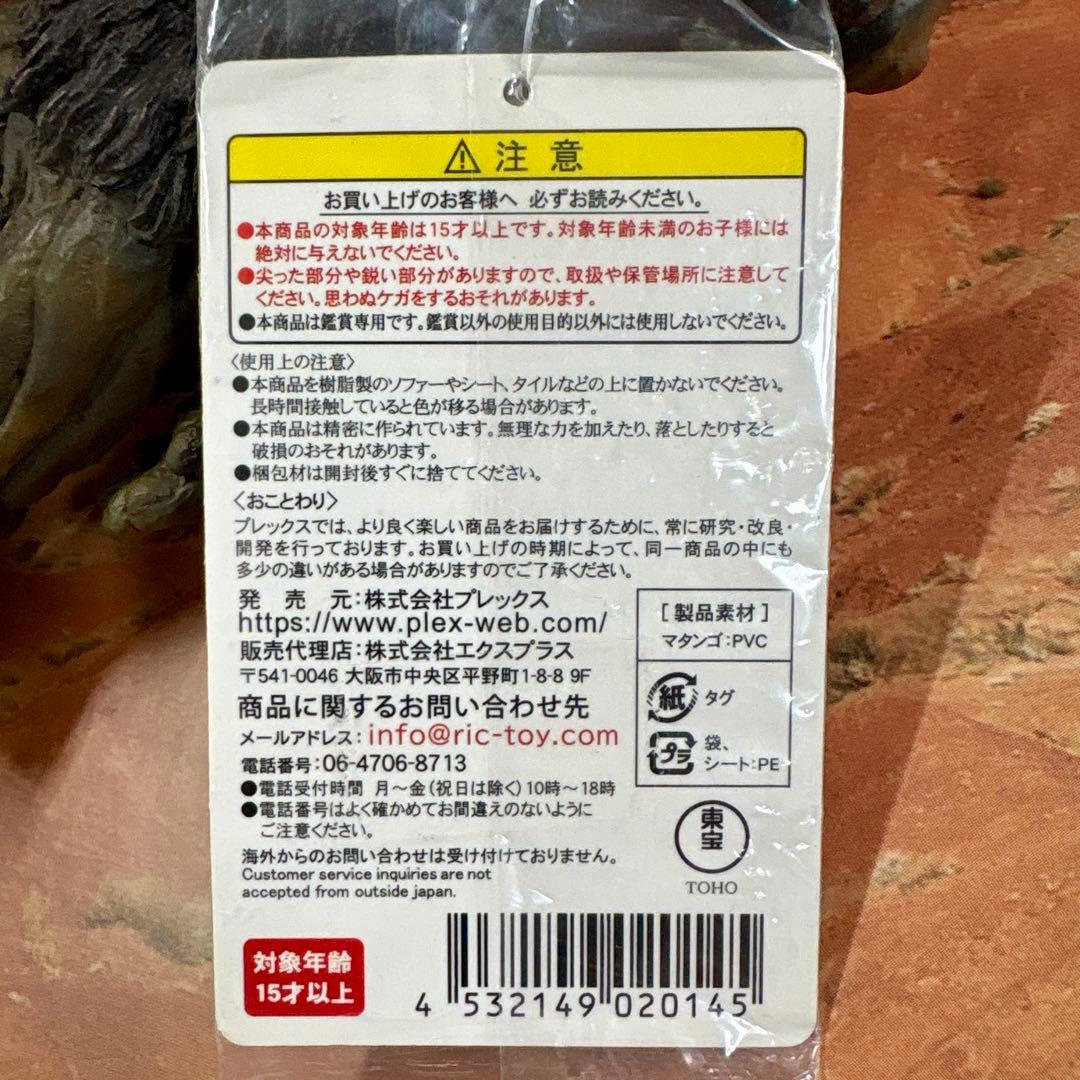 ⚠ 注意
お買い上げのお客様へ 必ずお読みください。
●本商品の対象年齢は15才以上です。対象年齢未満のお子様には
絶対に与えないでください。
●尖った部分や鋭い部分がありますので、取扱や保管場所に注意して
ください。思わぬケガをするおそれがあります。
●本商品は鑑賞専用です。鑑賞以外の使用目的以外には使用しないでください。
〈使用上の注意〉
●本商品を樹脂製のソファーやシート、タイルなどの上に置かないでください。
長時間接触していると色が移る場合があります。
●本商品は精密に作られています。無理な力を加えたり、落としたりすると
破損のおそれがあります。
●梱包材は開封後すぐに捨ててください。
〈おことわり〉
プレックスでは、より良く楽しい商品をお届けするために、常に研究・改良・
開発を行っております。お買い上げの時期によって、同一商品の中にも
多少の違いがある場合がありますのでご了承ください。
発売元:株式会社プレックス
https://www.plex-web.com/
販売代理店:株式会社エクスプラス
〒541-0046 大阪市中央区平野町1-8-8 9F
商品に関するお問い合わせ先
メールアドレス:info@ric-toy.com
電話番号:06-4706-8713
●電話受付時間 月〜金(祝日は除く)10時〜18時
●電話番号はよく確かめてお間違えのないように
ご注意ください。
海外からのお問い合わせは受け付けておりません。
Customer service inquiries are not
accepted from outside japan.
[製品素材]
マタンゴ:PVC
紙 タグ
プラ 袋、
シート:PE
東宝
TOHO
対象年齢
15才以上
4 532149 020145